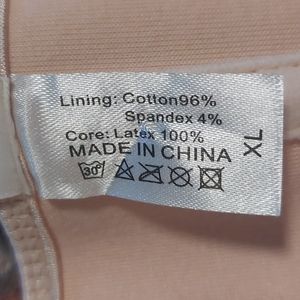 Lining: Cotton96%
Spandex 4%
Core: Latex 100%
MADE IN CHINA
XL
30°